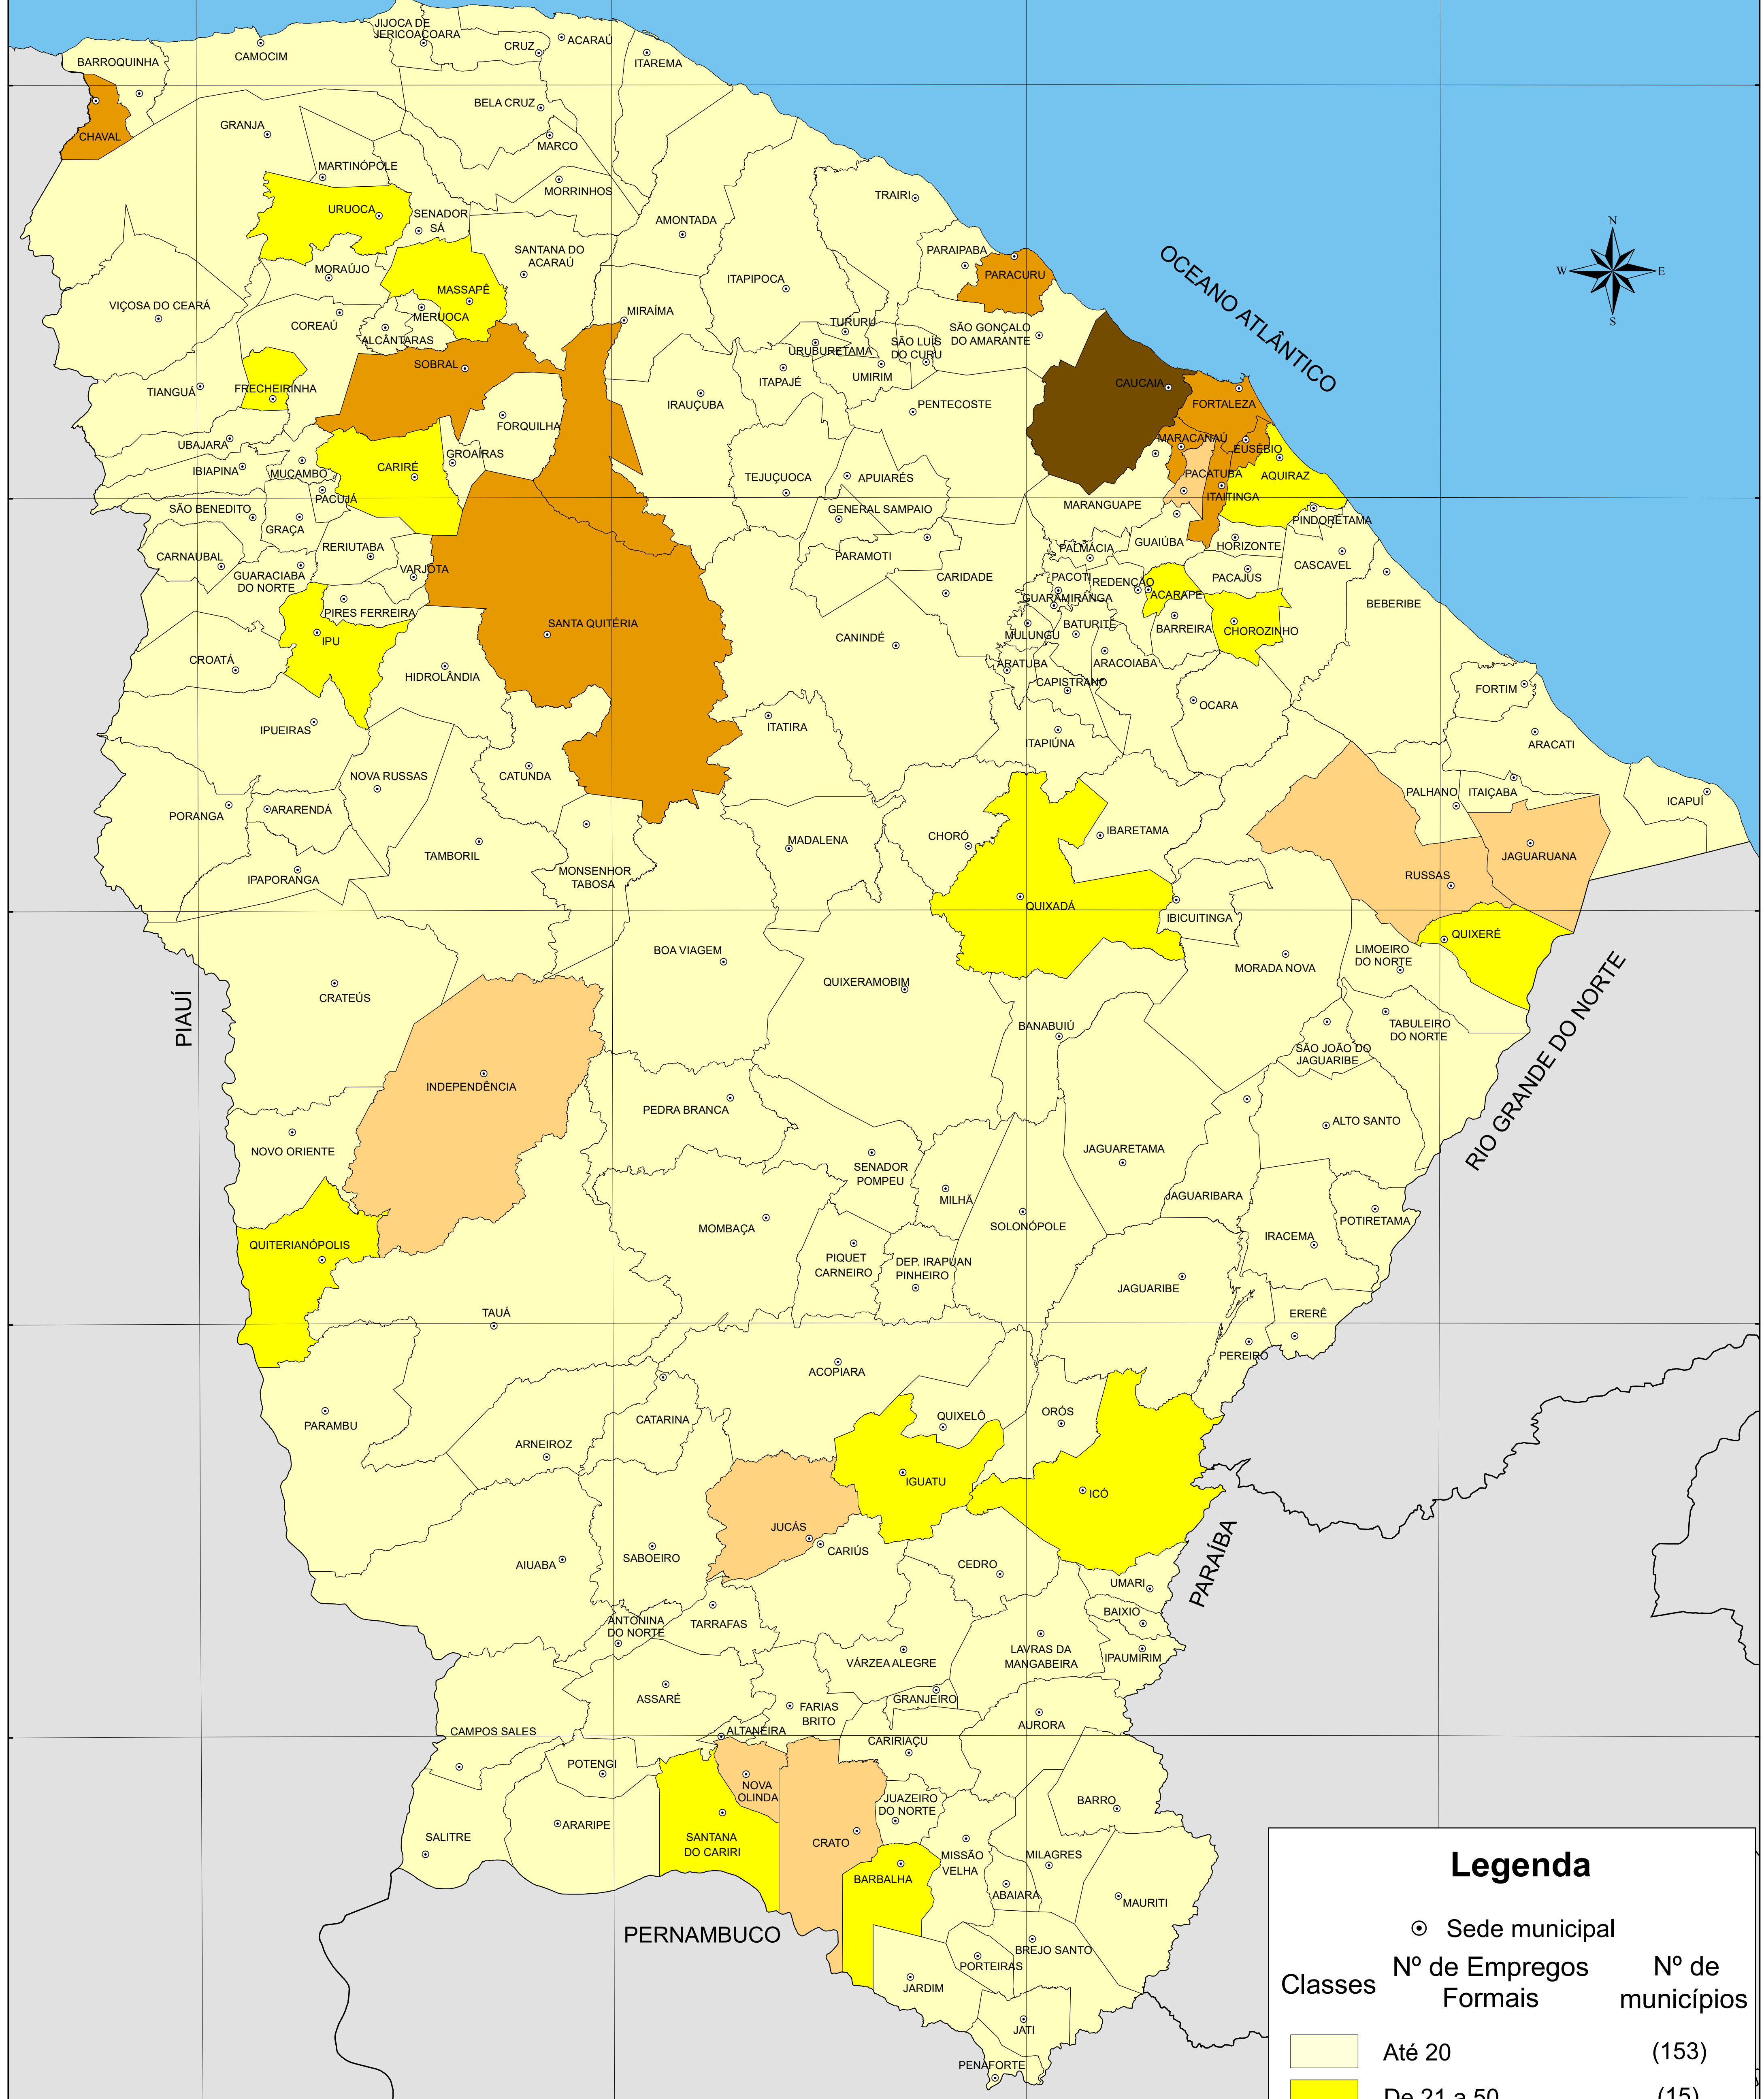 JIJOCA DE
JERICOACOARA
CRUZ
ACARAÚ
BARROQUINHA
CAMOCIM
ITAREMA
BELA CRUZ
CHAVAL
GRANJA
MARCO
MARTINÓPOLE
MORRINHOS
TRAIRI
URUOCA
SENADOR
SÁ
AMONTADA
N
W
E
S
SANTANA DO
ACARAÚ
PARAIPABA
OCEANO ATLÂNTICO
MORAÚJO
ITAPIPOCA
PARACURU
MASSAPÊ
VIÇOSA DO CEARÁ
MERUOCA
MIRAÍMA
COREAÚ
TURURU
SÃO GONÇALO
DO AMARANTE
ALCÂNTARAS
URUBURETAMA
SÃO LUÍS
DO CURU
SOBRAL
ITAPAJÉ
UMIRIM
CAUCAIA
TIANGUÁ
FRECHEIRINHA
IRAUÇUBA
PENTECOSTE
FORTALEZA
FORQUILHA
UBAJARA
MARACANAÚ
EUSÉBIO
GROAÍRAS
IBIAPINA
MUCAMBO
CARIRÉ
TEJUÇUOCA
APUIARÉS
PACATUBA
AQUIRAZ
PACUJÁ
ITAITINGA
SÃO BENEDITO
GENERAL SAMPAIO
MARANGUAPE
PINDORETAMA
GRAÇA
RERIUTABA
PARAMOTI
PALMÁCIA
GUAIÚBA
HORIZONTE
CARNAUBAL
VARJOTA
CASCAVEL
GUARACIABA
DO NORTE
CARIDADE
PACOTI
REDENÇÃO
PACAJUS
GUARAMIRANGA
ACARAPE
BEBERIBE
PIRES FERREIRA
SANTA QUITÉRIA
BATURITÉ
BARREIRA
CHOROZINHO
MULUNGU
IPU
CANINDÉ
CROATÁ
ARATUBA
ARACOIABA
HIDROLÂNDIA
CAPISTRANO
FORTIM
OCARA
IPUEIRAS
ITATIRA
ITAPIÚNA
ARACATI
NOVA RUSSAS
CATUNDA
PALHANO
ITAIÇABA
ICAPUÍ
PORANGA
ARARENDÁ
CHORÓ
IBARETAMA
MADALENA
TAMBORIL
JAGUARUANA
MONSENHOR
TABOSA
IPAPORANGA
RUSSAS
QUIXADÁ
IBICUITINGA
QUIXERÉ
BOA VIAGEM
LIMOEIRO
DO NORTE
MORADA NOVA
QUIXERAMOBIM
CRATEÚS
PIAUÍ
BANABUIÚ
TABULEIRO
DO NORTE
SÃO JOÃO DO
JAGUARIBE
RIO GRANDE DO NORTE
INDEPENDÊNCIA
PEDRA BRANCA
ALTO SANTO
NOVO ORIENTE
JAGUARETAMA
SENADOR
POMPEU
JAGUARIBARA
MILHÃ
POTIRETAMA
MOMBAÇA
SOLONÓPOLE
IRACEMA
QUITERIANÓPOLIS
PIQUET
CARNEIRO
DEP. IRAPUAN
PINHEIRO
JAGUARIBE
TAUÁ
ERERÊ
PEREIRO
ACOPIARA
PARAMBU
CATARINA
QUIXELÔ
ORÓS
ARNEIROZ
IGUATU
ICÓ
JUCÁS
CARIÚS
PARAÍBA
AIUABA
SABOEIRO
CEDRO
UMARI
BAIXIO
ANTONINA
DO NORTE
TARRAFAS
LAVRAS DA
MANGABEIRA
IPAUMIRIM
VÁRZEA ALEGRE
ASSARÉ
GRANJEIRO
FARIAS
BRITO
AURORA
CAMPOS SALES
ALTANEIRA
CARIRIAÇU
POTENGI
NOVA
OLINDA
JUAZEIRO
DO NORTE
BARRO
ARARIPE
SALITRE
SANTANA
DO CARIRI
CRATO
MISSÃO
VELHA
MILAGRES
BARBALHA
ABAIARA
MAURITI
PERNAMBUCO
BREJO SANTO
PORTEIRAS
JARDIM
JATI
PENAFORTE
Legenda
Sede municipal
Classes
Nº de Empregos
Formais
Nº de
municípios
Até 20
(153)
De 21 a 50
(15)